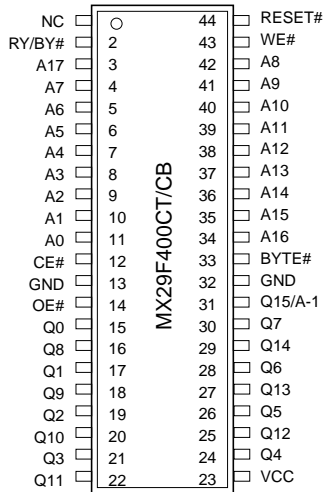 NC 44 RESET#
RY/BY# 2 43 WE#
A17 3 42 A8
A7 4 41 A9
A6 5 40 A10
A5 6 39 A11
A4 7 38 A12
A3 8 37 A13
A2 9 36 A14
A1 10 35 A15
A0 11 34 A16
CE# 12 33 BYTE#
GND 13 32 GND
OE# 14 31 Q15/A-1
Q0 15 30 Q7
Q8 16 29 Q14
Q1 17 28 Q6
Q9 18 27 Q13
Q2 19 26 Q5
Q10 20 25 Q12
Q3 21 24 Q4
Q11 22 23 VCC
MX29F400CT/CB